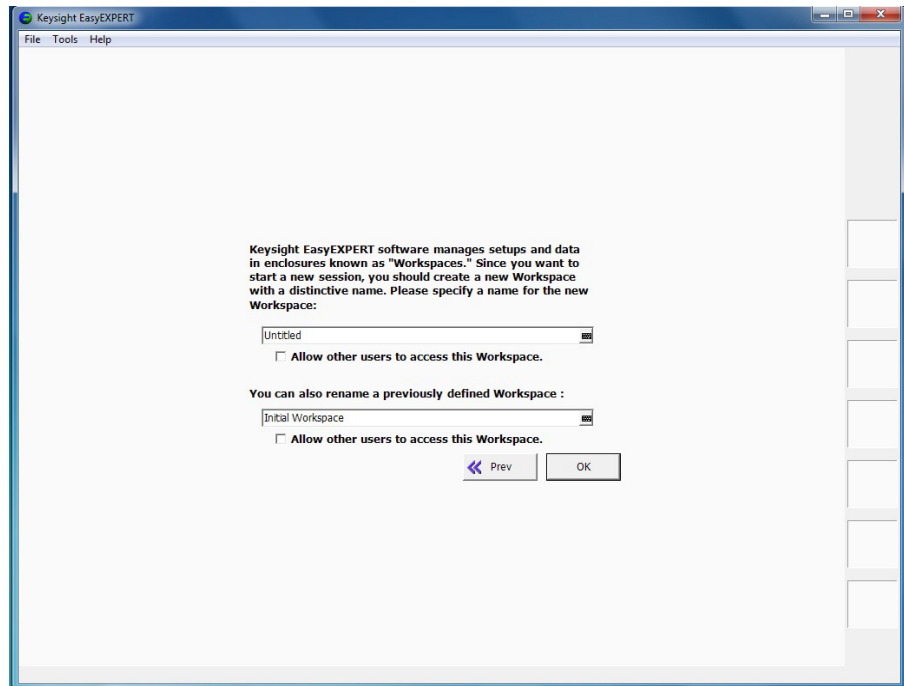 Keysight EasyEXPERT
File Tools Help
Keysight EasyEXPERT software manages setups and data
in enclosures known as "Workspaces." Since you want to
start a new session, you should create a new Workspace
with a distinctive name. Please specify a name for the new
Workspace:
Untitled
Allow other users to access this Workspace.
You can also rename a previously defined Workspace :
Initial Workspace
Allow other users to access this Workspace.
Prev OK